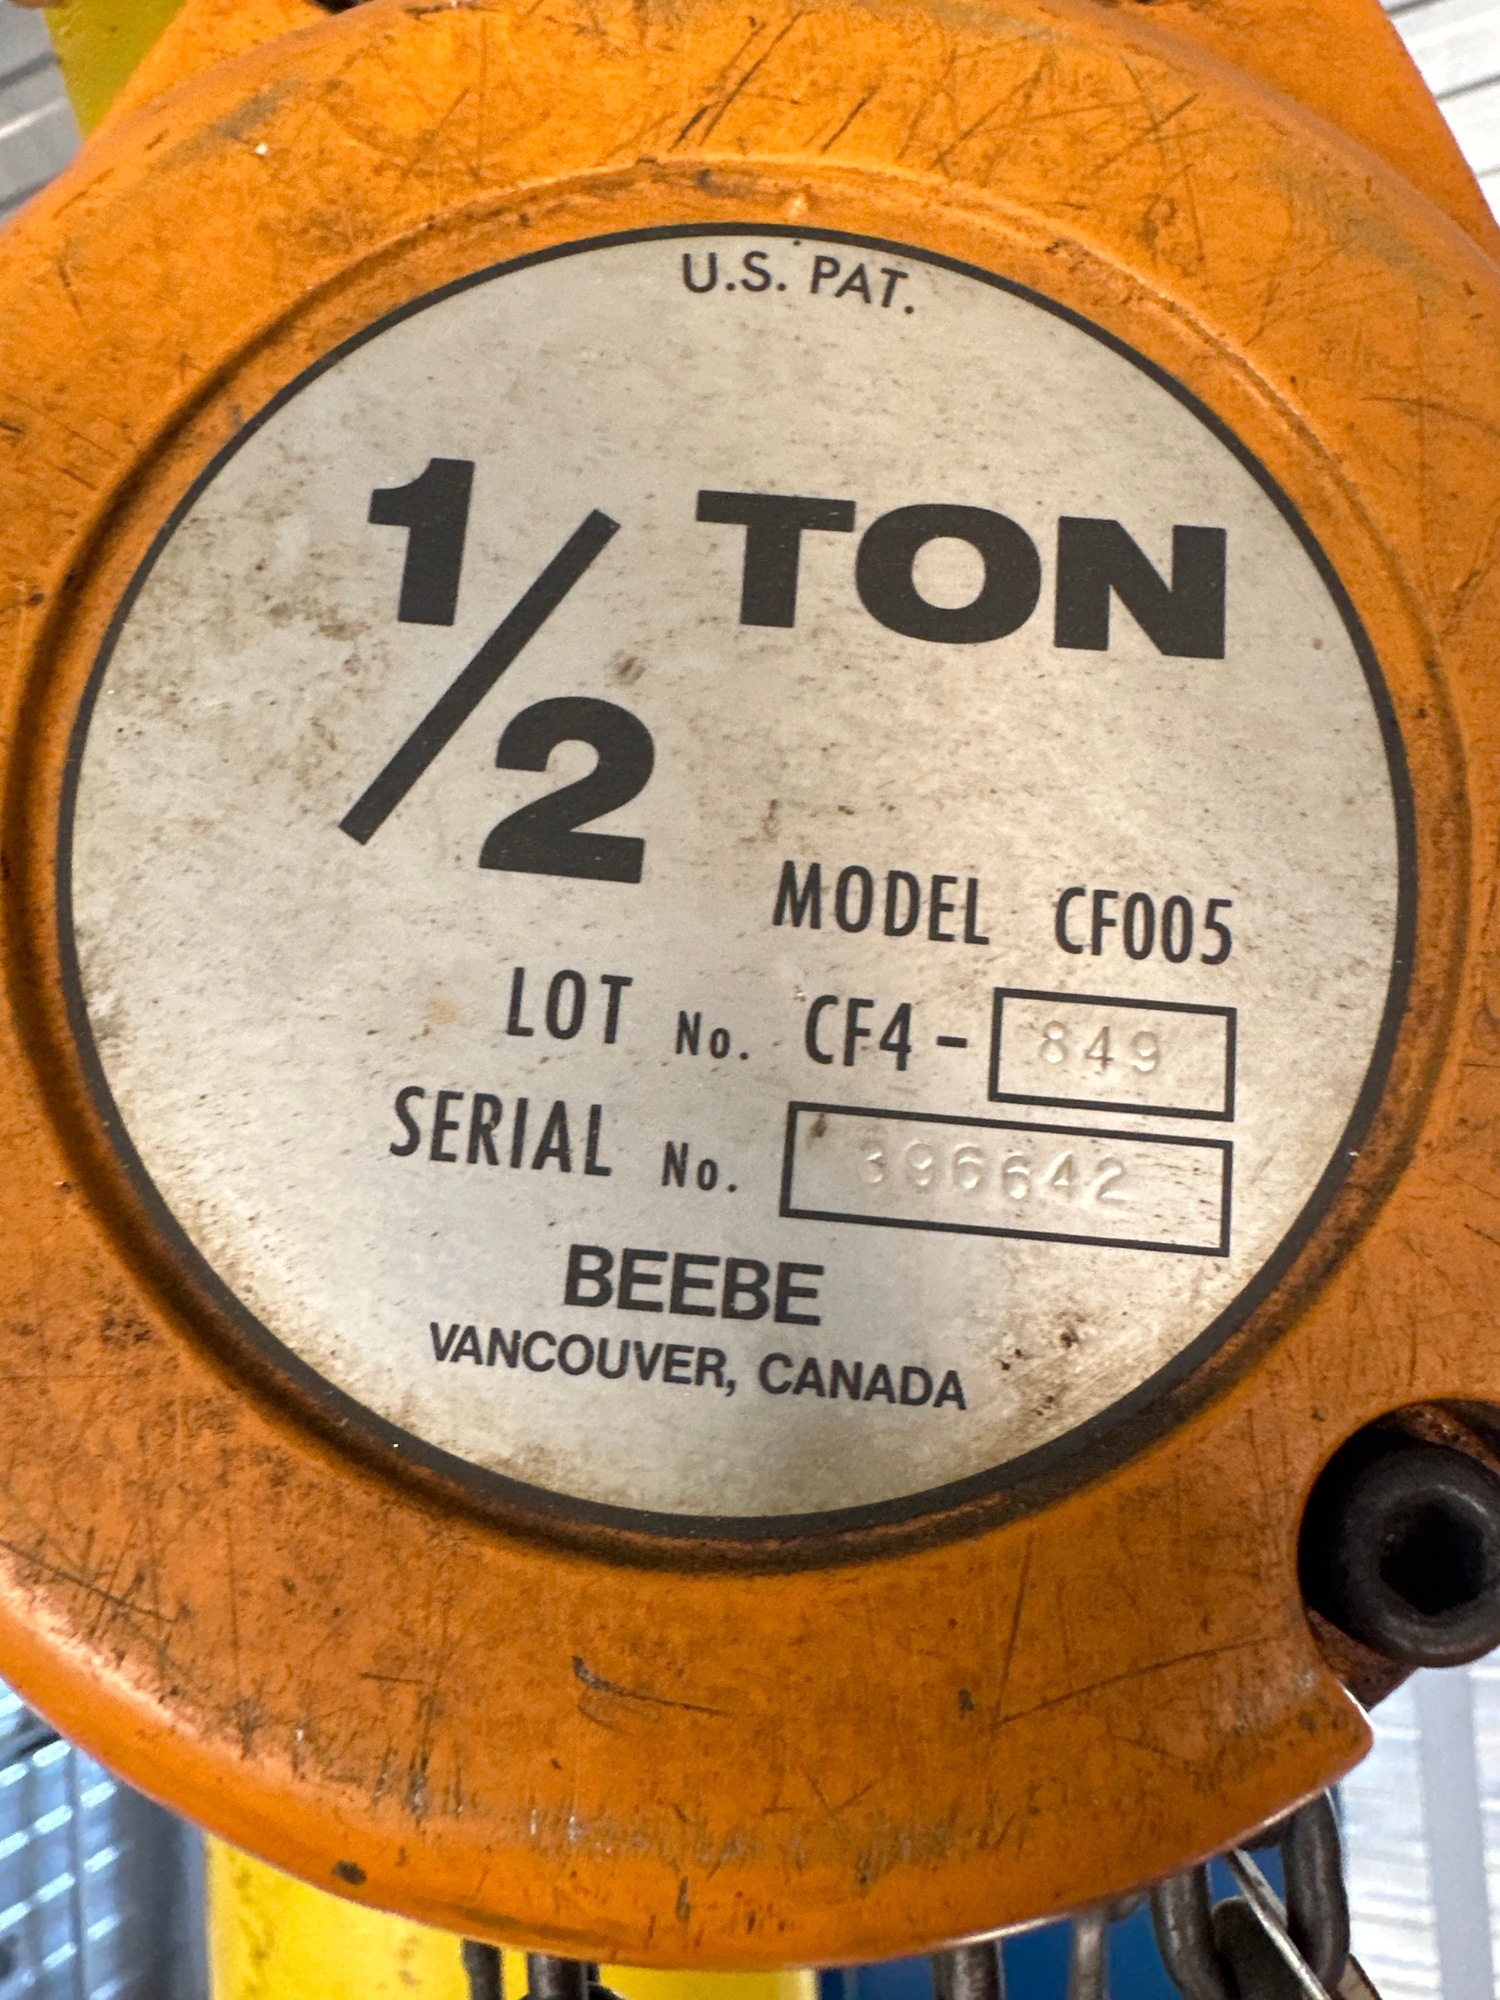 U.S. PAT.
1/2 TON
MODEL CF005
LOT No. CF4- 849
SERIAL No. 396642
BEEBE
VANCOUVER, CANADA